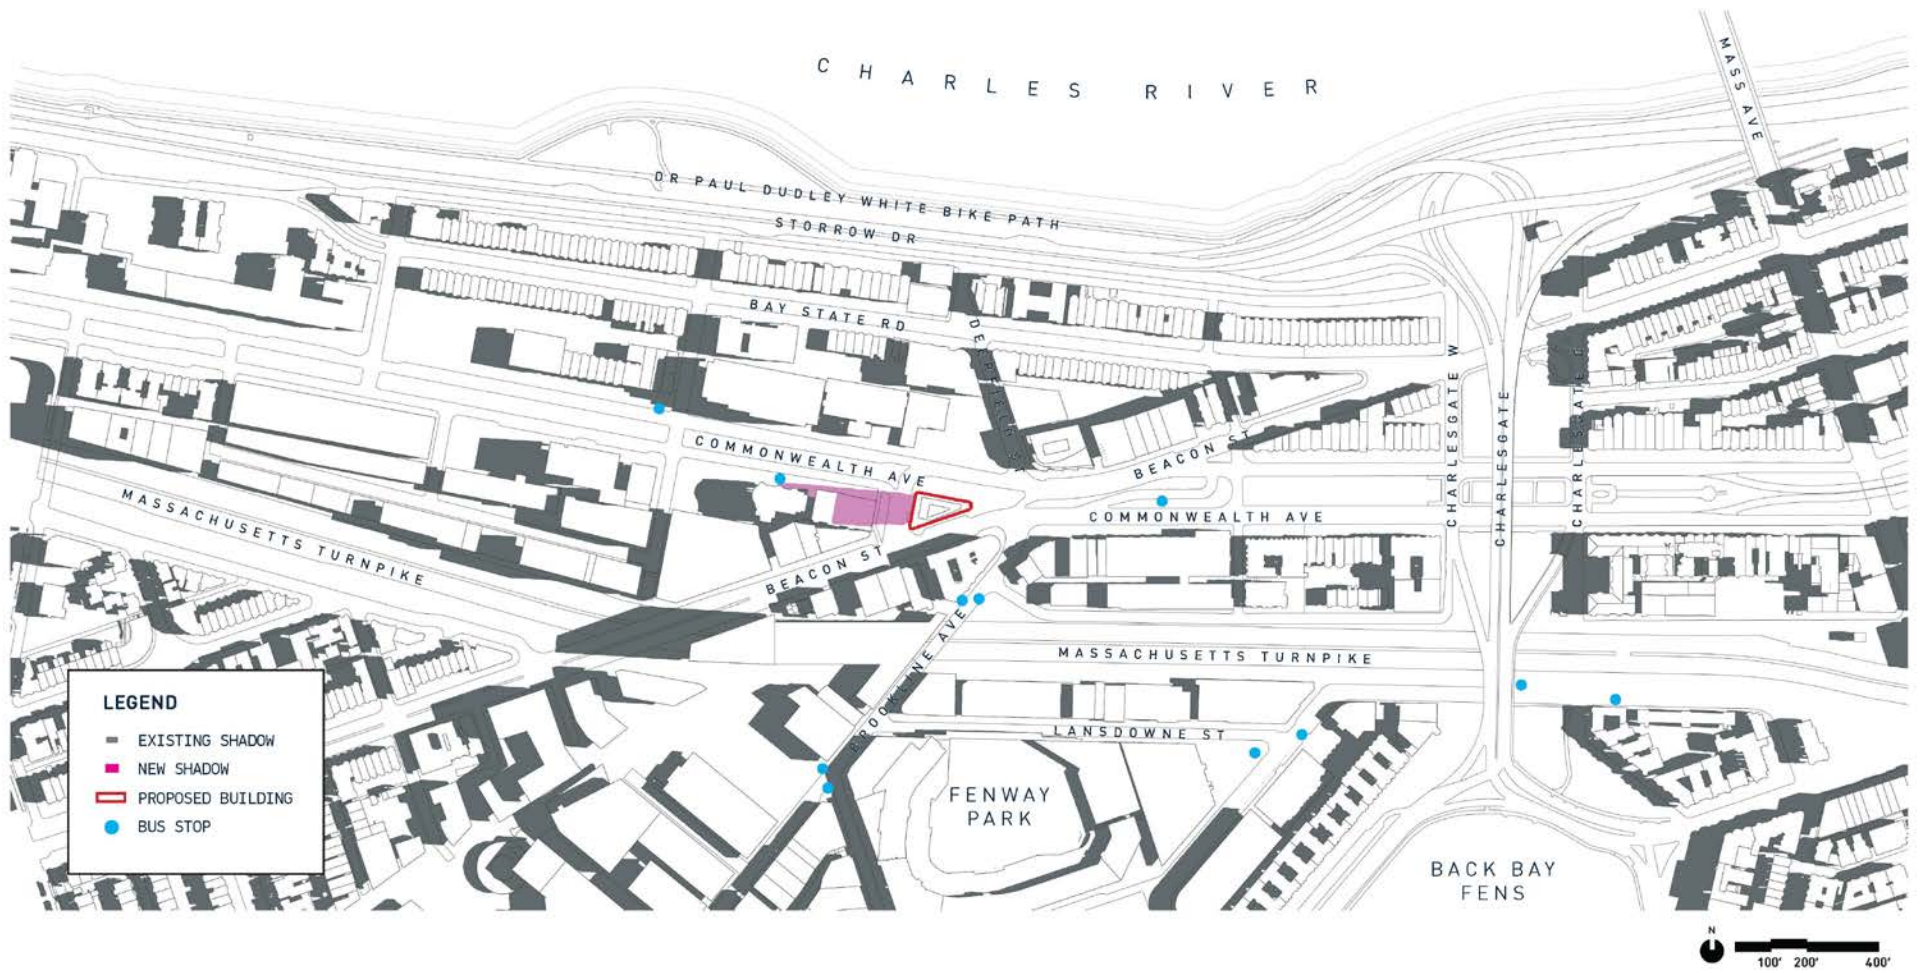 CHARLES RIVER
MASS AVE
DR PAUL DUDLEY WHITE BIKE PATH
STORROW DR
BAY STATE RD
DEERFIELD ST
CHARLESGATE W
CHARLESGATE
CHARLESGATE
COMMONWEALTH AVE
BEACON ST
COMMONWEALTH AVE
MASSACHUSETTS TURNPIKE
BEACON ST
BROOKLINE AVE
MASSACHUSETTS TURNPIKE
LANSDOWNE ST
FENWAY
PARK
BACK BAY
FENS
LEGEND
EXISTING SHADOW
NEW SHADOW
PROPOSED BUILDING
BUS STOP
N
100' 200' 400'